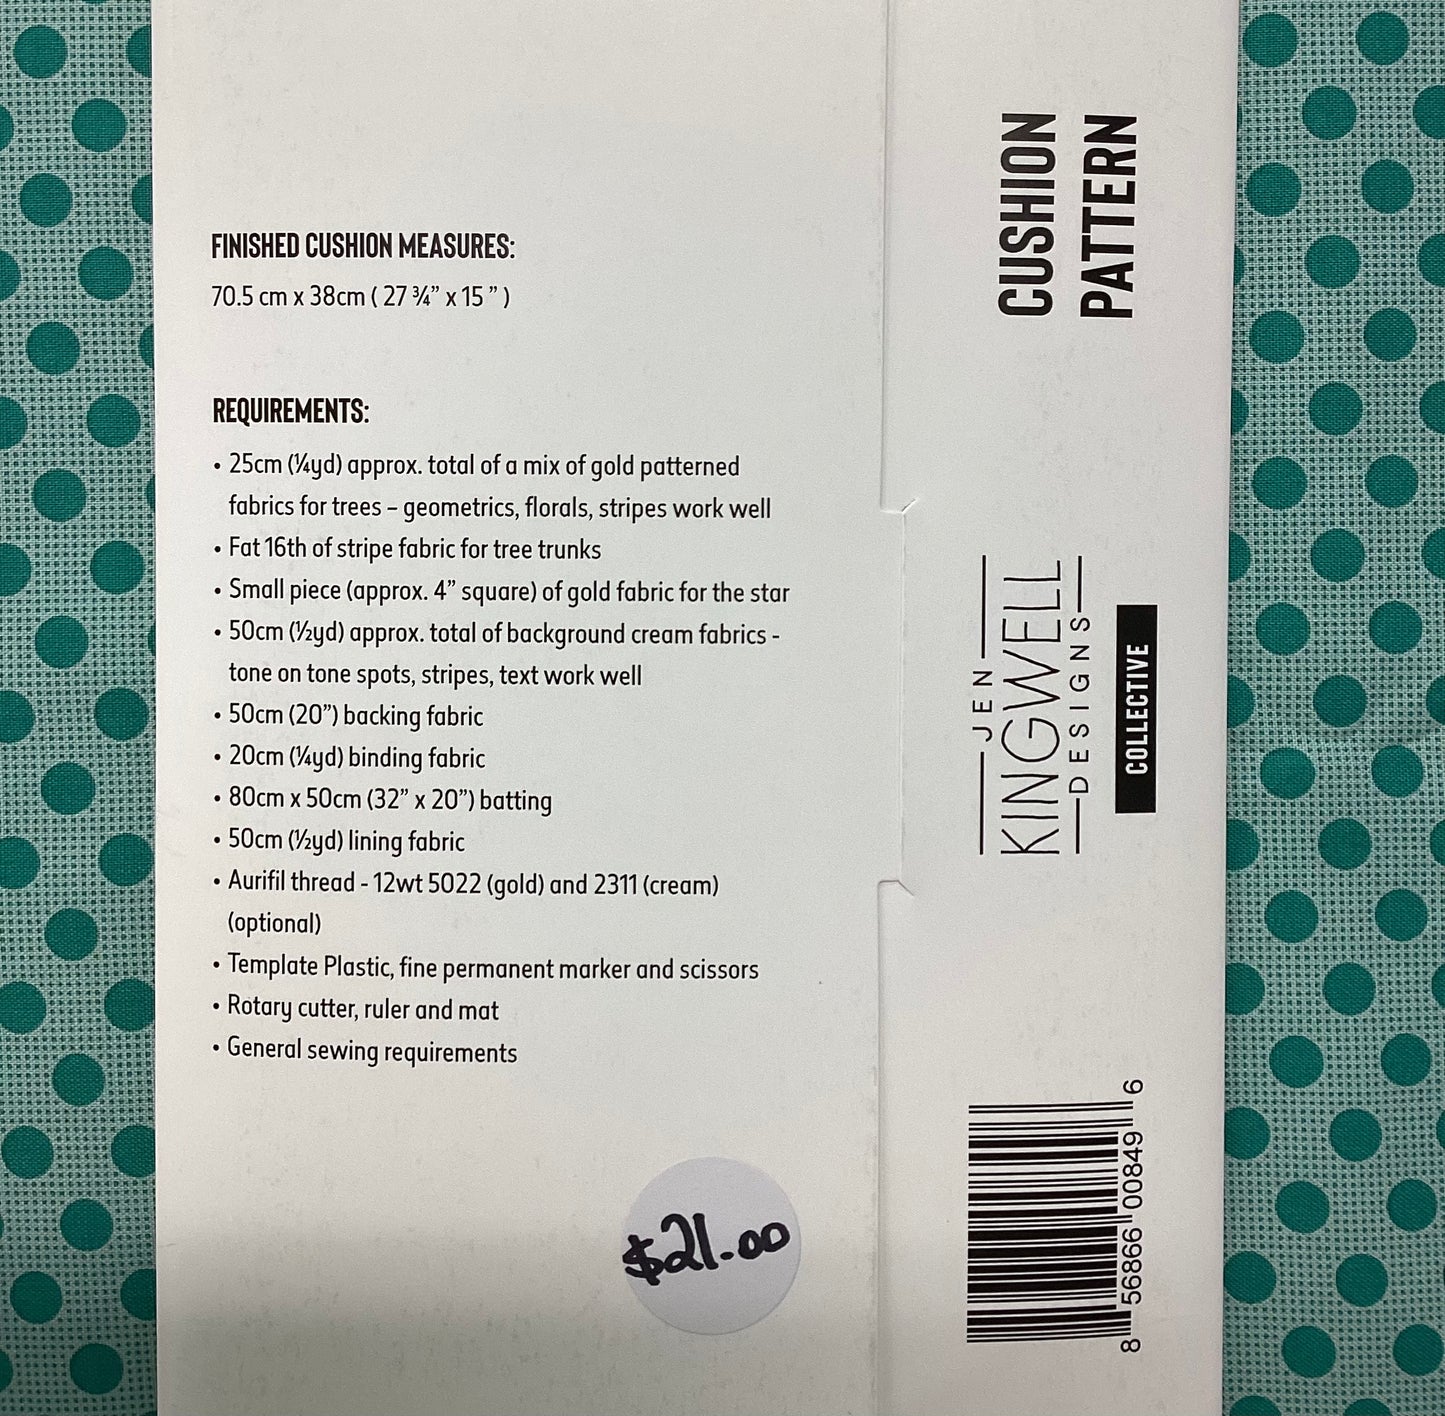 FINISHED CUSHION MEASURES:
70.5 cm x 38cm ( 27 ¾” x 15 ” )
REQUIREMENTS:
• 25cm (¼yd) approx. total of a mix of gold patterned
fabrics for trees – geometrics, florals, stripes work well
• Fat 16th of stripe fabric for tree trunks
• Small piece (approx. 4” square) of gold fabric for the star
• 50cm (½yd) approx. total of background cream fabrics -
tone on tone spots, stripes, text work well
• 50cm (20”) backing fabric
• 20cm (¼yd) binding fabric
• 80cm x 50cm (32” x 20”) batting
• 50cm (½yd) lining fabric
• Aurifil thread - 12wt 5022 (gold) and 2311 (cream)
(optional)
• Template Plastic, fine permanent marker and scissors
• Rotary cutter, ruler and mat
• General sewing requirements
$21.00
CUSHION
PATTERN
JEN
KINGWELL
DESIGNS
COLLECTIVE
8 56866 00849 6